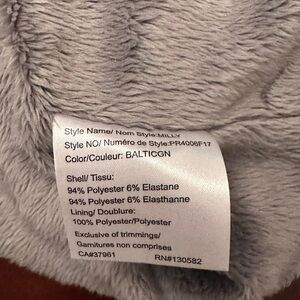 Style Name/ Nom Style:MILLY
Style NO/ Numéro de Style:PR4006F17
Color/Couleur: BALTICGN
Shell/ Tissu:
94% Polyester 6% Elastane
94% Polyester 6% Elasthanne
Lining/ Doublure:
100% Polyester/Polyester
Exclusive of trimmings/
Garnitures non comprises
CA#37961 RN#130582